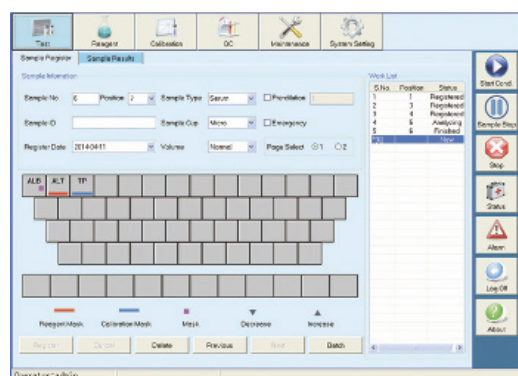 Test Reagent Calibration QC Maintenance System Setting
Sample Register Sample Results
Sample Information
Work List
Sample No. 6 Position 7 Sample Type Serum Predilution
Sample ID Sample Cup Micro Emergency
Register Date 2014-04-11 Volume Normal Page Select 1 2
S.No. Position Status
1 1 Registered
2 3 Registered
3 4 Registered
4 5 Analyzing
5 6 Finished
New
ALB ALT TP
Reagent Mask Calibration Mask Mask Decrease Increase
Register Cancel Delete Previous Next Batch
Start Cond.
Sample Stop
Stop
Status
Alarm
Log Off
About
Operator:admin